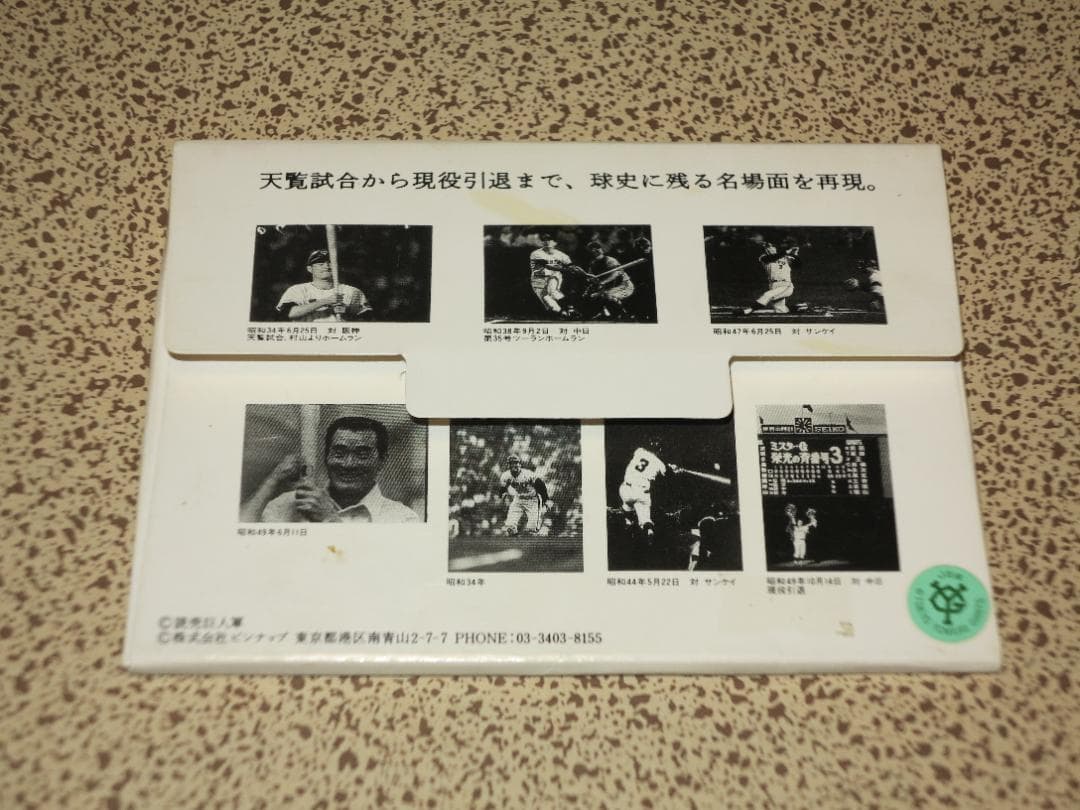 天覧試合から現役引退まで、球史に残る名場面を再現。
昭和34年6月25日 対 阪神
天覧試合、村山よりホームラン
昭和38年9月2日 対 中日
第35号ツーランホームラン
昭和47年6月25日 対 サンケイ
SEIKO
ミスターG
栄光の背番号3
3
昭和49年6月11日
昭和34年
昭和44年5月22日 対 サンケイ
昭和49年10月14日 対 中日
現役引退
©読売巨人軍
©株式会社ピンナップ 東京都港区南青山2-7-7 PHONE:03-3403-8155
YG